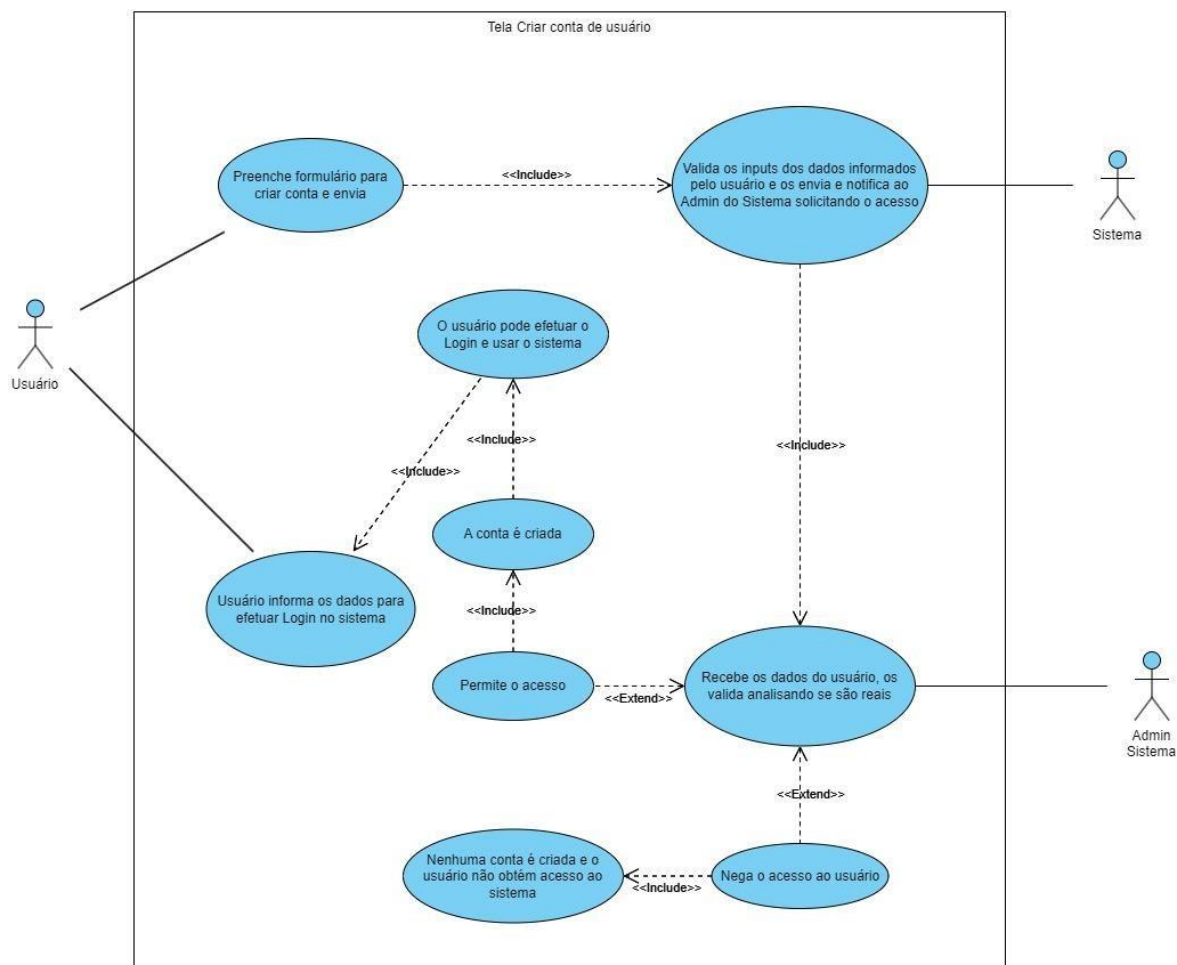 Tela Criar conta de usuário
Preenche formulário para
criar conta e envia
<<Include>>
Valida os inputs dos dados informados
pelo usuário e os envia e notifica ao
Admin do Sistema solicitando o acesso
Sistema
Usuário
O usuário pode efetuar o
Login e usar o sistema
<<Include>>
<<Include>>
<<Include>>
A conta é criada
Usuário informa os dados para
efetuar Login no sistema
<<Include>>
Permite o acesso
<<Extend>>
Recebe os dados do usuário, os
valida analisando se são reais
Admin
Sistema
<<Extend>>
Nenhuma conta é criada e o
usuário não obtém acesso ao
sistema
<<Include>>
Nega o acesso ao usuário